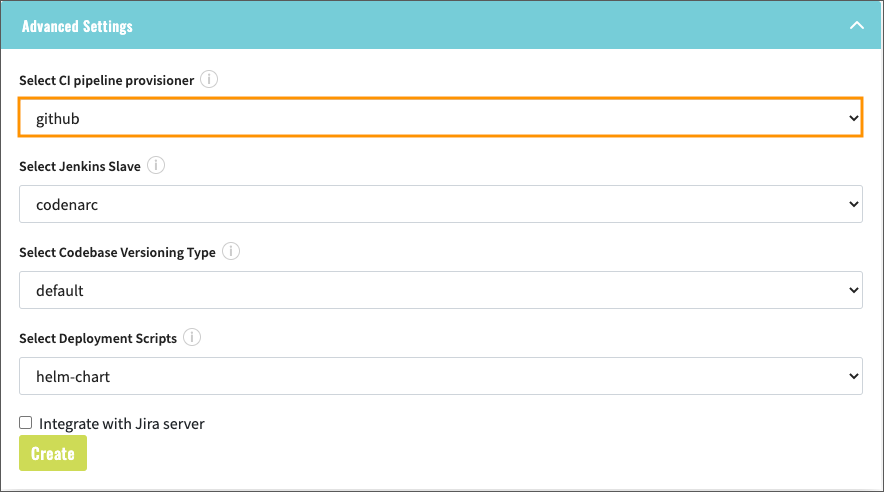 Advanced Settings
Select CI pipeline provisioner
github
Select Jenkins Slave
codenarc
Select Codebase Versioning Type
default
Select Deployment Scripts
helm-chart
Integrate with Jira server
Create